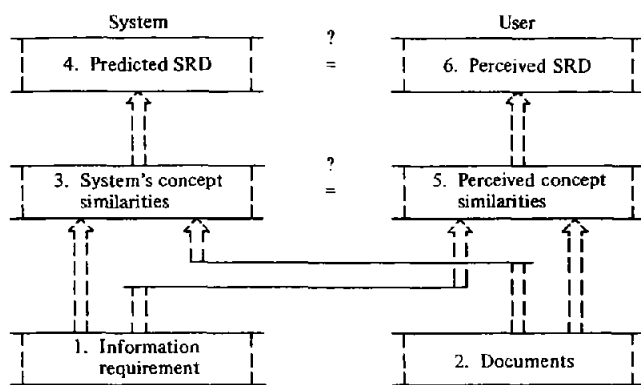 System
?
User
4. Predicted SRD
=
6. Perceived SRD
?
3. System's concept
similarities
=
5. Perceived concept
similarities
1. Information
requirement
2. Documents